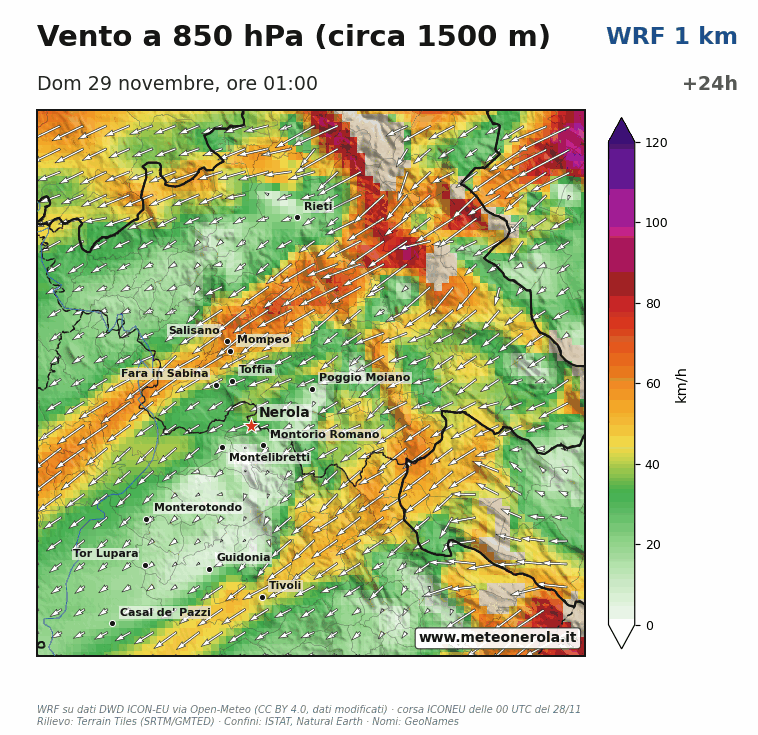 Vento a 850 hPa (circa 1500 m)
WRF 1 km
Dom 29 novembre, ore 01:00
+24h
Rieti
Salisano
Mompeo
Fara in Sabina
Toffia
Poggio Moiano
Nerola
Montorio Romano
Montelibretti
Monterotondo
Tor Lupara
Guidonia
Tivoli
Casal de' Pazzi
www.meteonerola.it
120
100
80
60
40
20
0
km/h
WRF su dati DWD ICON-EU via Open-Meteo (CC BY 4.0, dati modificati) · corsa ICONEU delle 00 UTC del 28/11
Rilievo: Terrain Tiles (SRTM/GMTED) · Confini: ISTAT, Natural Earth · Nomi: GeoNames